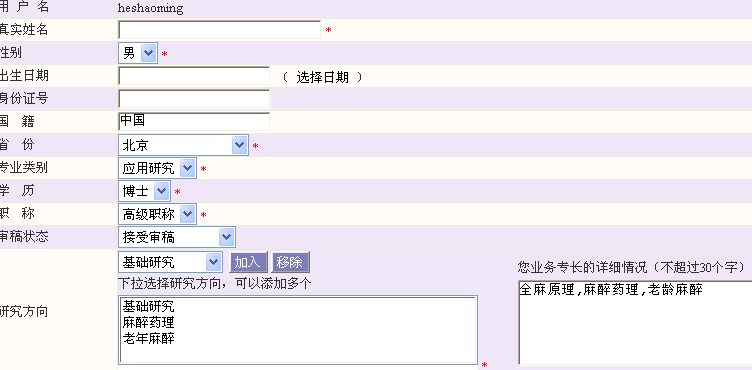 用 户 名 heshaoming
真实姓名 *
性别 男 *
出生日期 （ 选择日期 ）
身份证号
国 籍 中国
省 份 北京 *
专业类别 应用研究 *
学 历 博士 *
职 称 高级职称 *
审稿状态 接受审稿
基础研究 加入 移除
下拉选择研究方向，可以添加多个
您业务专长的详细情况（不超过30个字）
研究方向
基础研究
麻醉药理
老年麻醉
*
全麻原理,麻醉药理,老龄麻醉